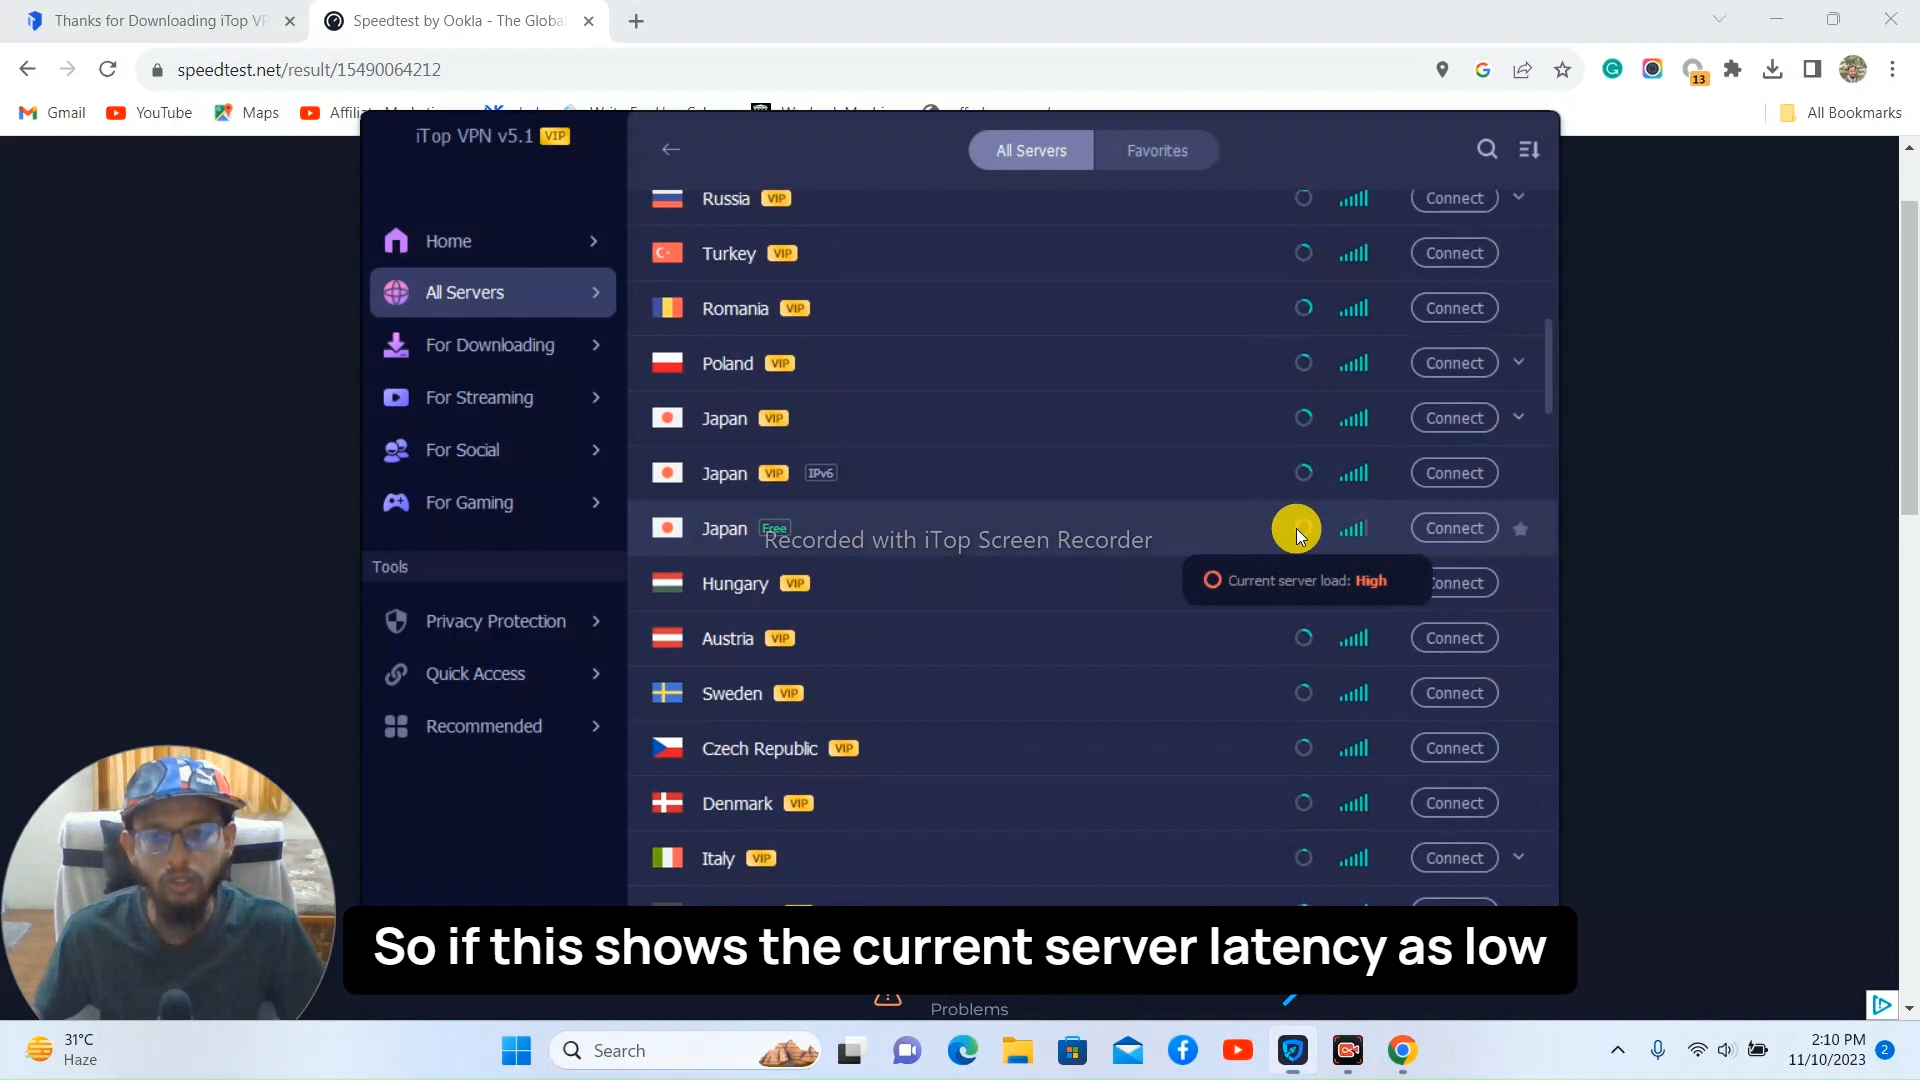 Thanks for Downloading iTop VP
Speedtest by Ookla - The Globa
speedtest.net/result/15490064212
13
Gmail
YouTube
Maps
All Bookmarks
iTop VPN v5.1 VIP
All Servers
Favorites
Home
All Servers
For Downloading
For Streaming
For Social
For Gaming
Tools
Privacy Protection
Quick Access
Recommended
Russia VIP Connect
Turkey VIP Connect
Romania VIP Connect
Poland VIP Connect
Japan VIP Connect
Japan VIP IPv6 Connect
Japan Free Connect
Recorded with iTop Screen Recorder
Current server load: High
Hungary VIP Connect
Austria VIP Connect
Sweden VIP Connect
Czech Republic VIP Connect
Denmark VIP Connect
Italy VIP Connect
So if this shows the current server latency as low
Problems
31°C
Haze
Search
2:10 PM
11/10/2023
2